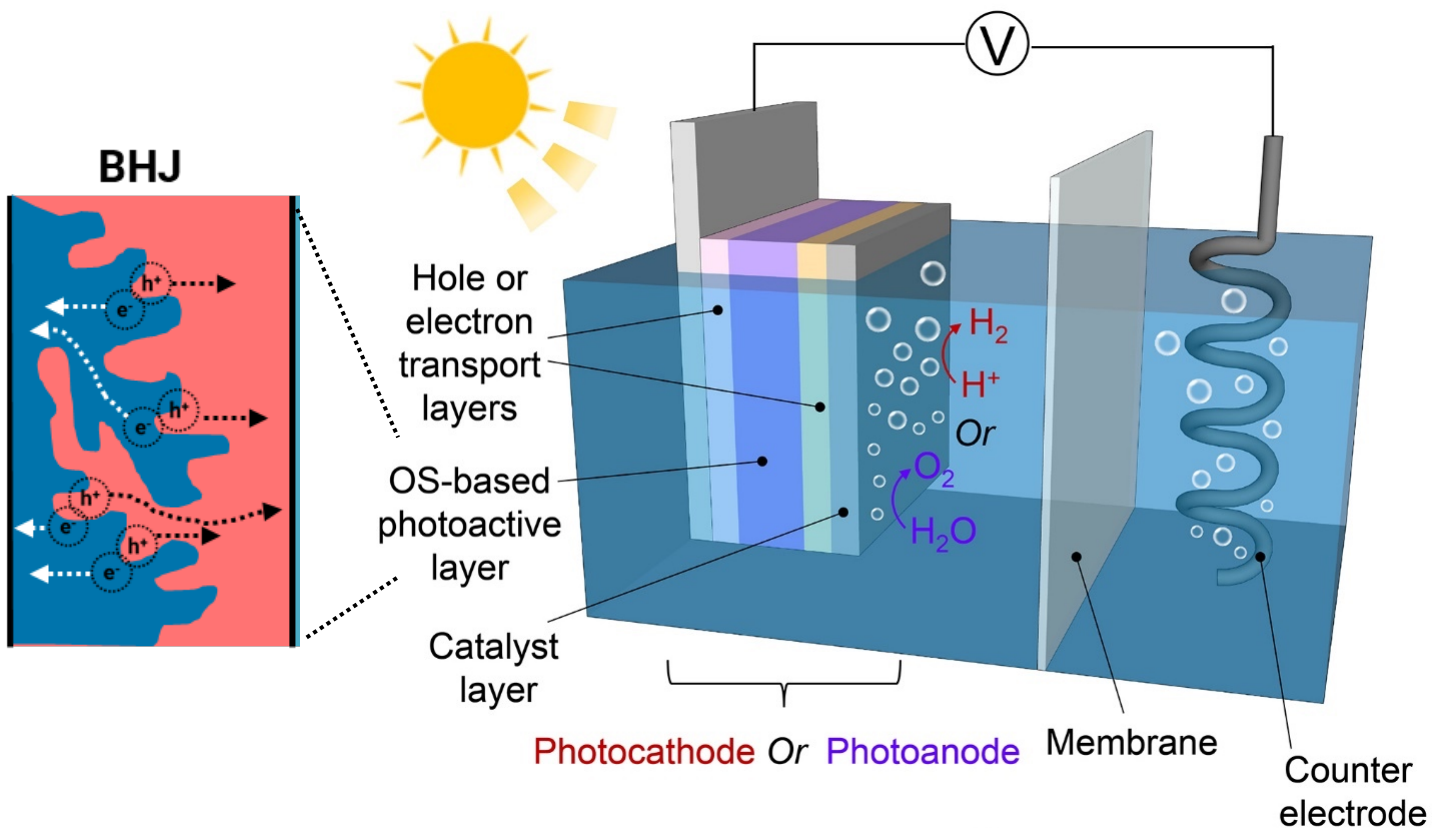 BHJ
h⁺
e⁻
h⁺
e⁻
h⁺
e⁻
h⁺
e⁻
Hole or
electron
transport
layers
OS-based
photoactive
layer
Catalyst
layer
V
H₂
H⁺
Or
O₂
H₂O
Photocathode Or Photoanode
Membrane
Counter
electrode